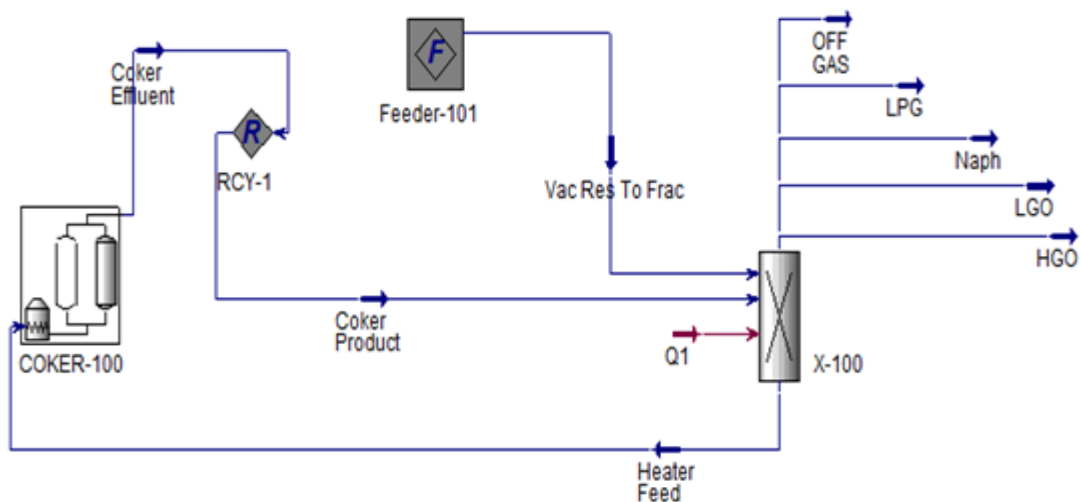 OFF
GAS
Coker
Effluent
F
Feeder-101
LPG
R
RCY-1
Naph
Vac Res To Frac
LGO
HGO
Coker
Product
COKER-100
Q1
X-100
Heater
Feed